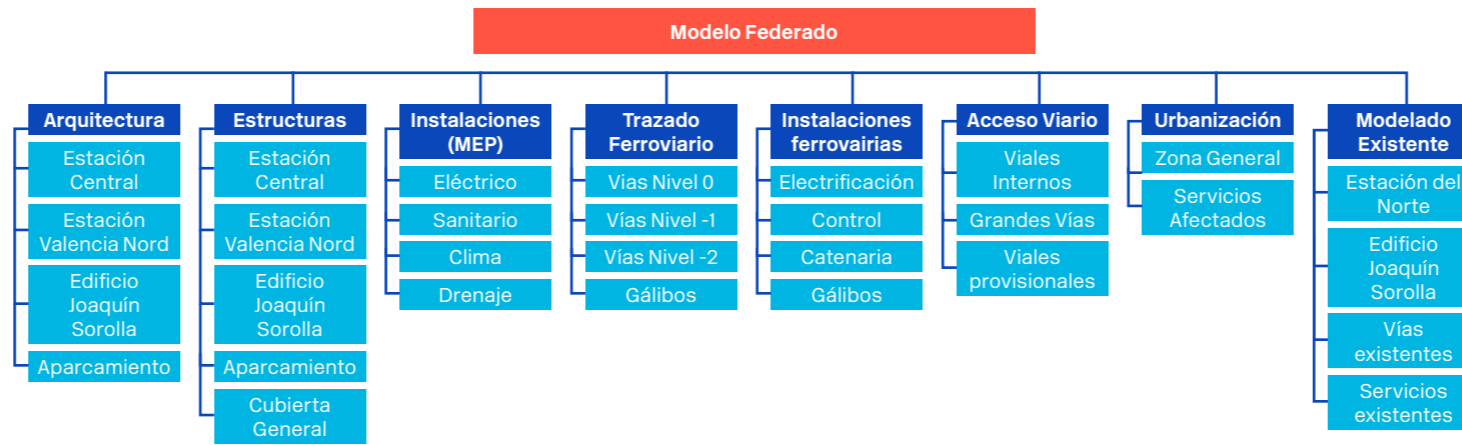 Modelo Federado
Arquitectura
Estación
Central
Estación
Valencia Nord
Edificio
Joaquín
Sorolla
Aparcamiento
Estructuras
Estación
Central
Estación
Valencia Nord
Edificio
Joaquín
Sorolla
Aparcamiento
Cubierta
General
Instalaciones
(MEP)
Eléctrico
Sanitario
Clima
Drenaje
Trazado
Ferroviario
Vias Nivel 0
Vías Nivel -1
Vías Nivel -2
Gálibos
Instalaciones
ferrovairias
Electrificación
Control
Catenaria
Gálibos
Acceso Viario
Viales
Internos
Grandes Vías
Viales
provisionales
Urbanización
Zona General
Servicios
Afectados
Modelado
Existente
Estación del
Norte
Edificio
Joaquín
Sorolla
Vías
existentes
Servicios
existentes